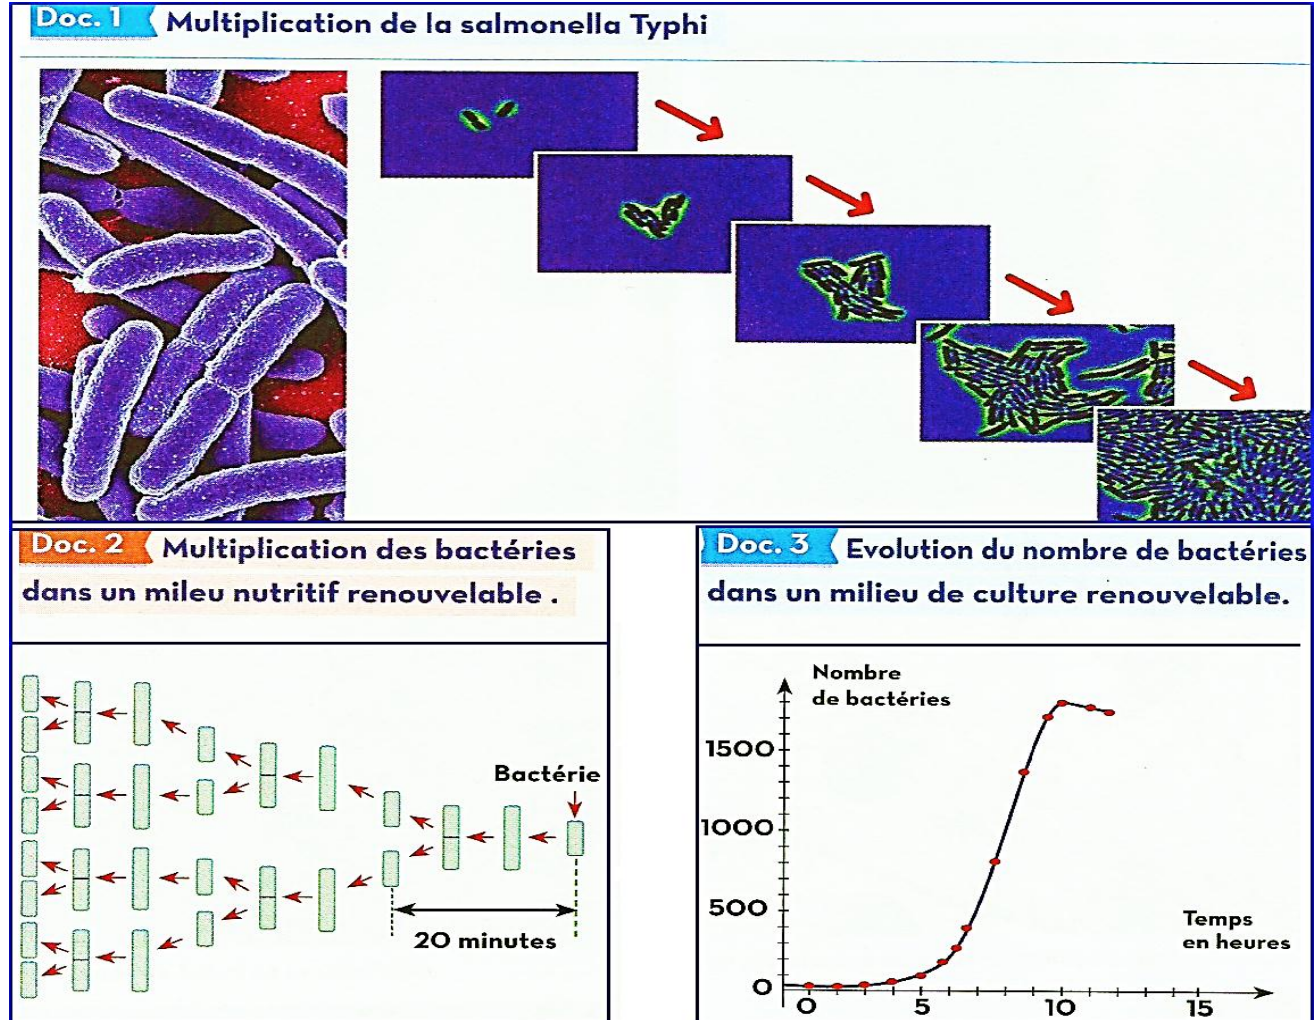 Doc. 1 Multiplication de la salmonella Typhi
Doc. 2 Multiplication des bactéries
dans un mileu nutritif renouvelable .
Bactérie
20 minutes
Doc. 3 Evolution du nombre de bactéries
dans un milieu de culture renouvelable.
Nombre
de bactéries
1500
1000
500
0
Temps
en heures
0 5 10 15